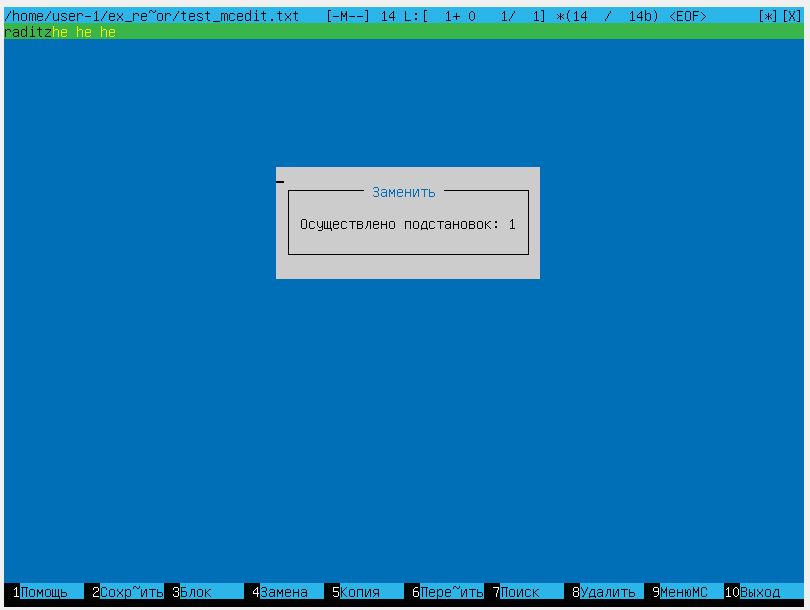 /home/user-1/ex_re~or/test_mcedit.txt [-M--] 14 L:[ 1+ 0 1/ 1] *(14 / 14b) <EOF> [*][X]
raditzhe he he
Заменить
Осуществлено подстановок: 1
1Помощь 2Сохр~ить 3Блок 4Замена 5Копия 6Пере~ить 7Поиск 8Удалить 9МенюMC 10Выход